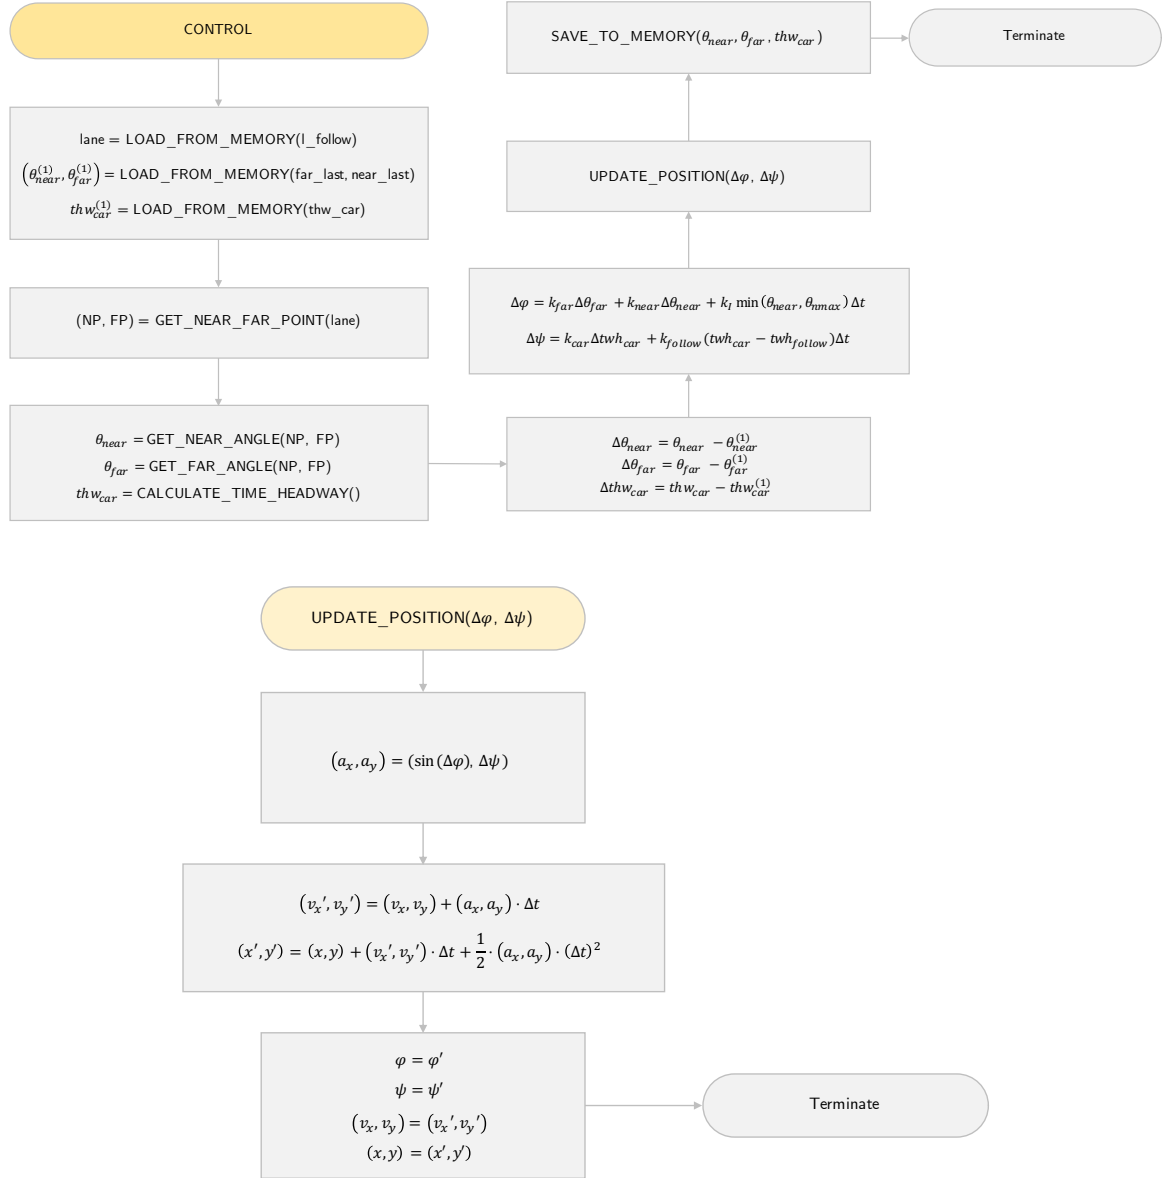 CONTROL
lane = LOAD_FROM_MEMORY(l_follow)
(θ_near^(1), θ_far^(1)) = LOAD_FROM_MEMORY(far_last, near_last)
thw_car^(1) = LOAD_FROM_MEMORY(thw_car)
(NP, FP) = GET_NEAR_FAR_POINT(lane)
θ_near = GET_NEAR_ANGLE(NP, FP)
θ_far = GET_FAR_ANGLE(NP, FP)
thw_car = CALCULATE_TIME_HEADWAY()
Δθ_near = θ_near − θ_near^(1)
Δθ_far = θ_far − θ_far^(1)
Δthw_car = thw_car − thw_car^(1)
Δφ = k_far Δθ_far + k_near Δθ_near + k_I min(θ_near, θ_nmax) Δt
Δψ = k_car Δtwh_car + k_follow (twh_car − twh_follow)Δt
UPDATE_POSITION(Δφ, Δψ)
SAVE_TO_MEMORY(θ_near, θ_far, thw_car)
Terminate
UPDATE_POSITION(Δφ, Δψ)
(a_x, a_y) = (sin(Δφ), Δψ)
(v_x′, v_y′) = (v_x, v_y) + (a_x, a_y) · Δt
(x′, y′) = (x, y) + (v_x′, v_y′) · Δt + 1/2 · (a_x, a_y) · (Δt)^2
φ = φ′
ψ = ψ′
(v_x, v_y) = (v_x′, v_y′)
(x, y) = (x′, y′)
Terminate